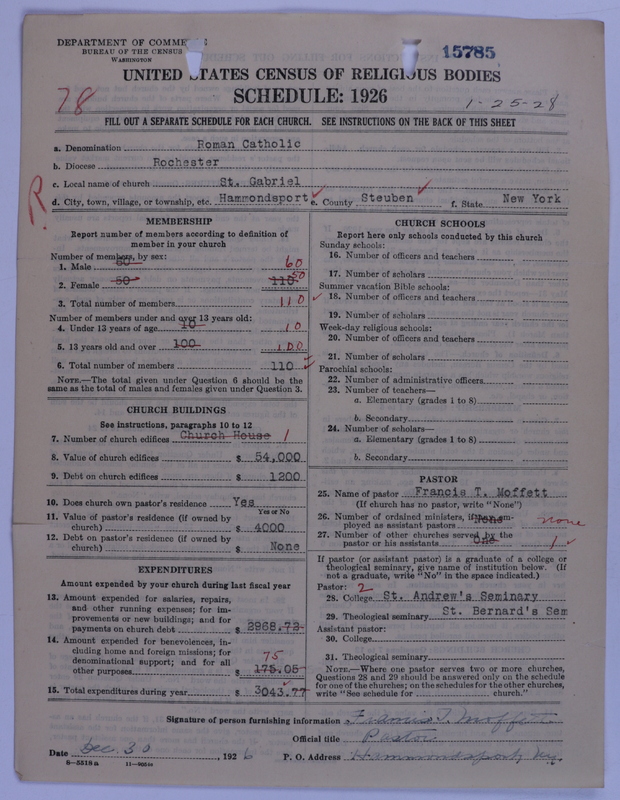 DEPARTMENT OF COMMERCE
BUREAU OF THE CENSUS
WASHINGTON
15785
UNITED STATES CENSUS OF RELIGIOUS BODIES
SCHEDULE: 1926
78
1-25-28
FILL OUT A SEPARATE SCHEDULE FOR EACH CHURCH. SEE INSTRUCTIONS ON THE BACK OF THIS SHEET
a. Denomination Roman Catholic
b. Diocese Rochester
c. Local name of church St. Gabriel
R
d. City, town, village, or township, etc. Hammondsport e. County Steuben f. State New York
MEMBERSHIP
Report number of members according to definition of
member in your church
Number of members, by sex:
1. Male 60 60
2. Female 50 110 50
3. Total number of members 110
Number of members under and over 13 years old:
4. Under 13 years of age 10 10
5. 13 years old and over 100 100
6. Total number of members 110
NOTE.—The total given under Question 6 should be the
same as the total of males and females given under Question 3.
CHURCH BUILDINGS
See instructions, paragraphs 10 to 12
7. Number of church edifices Church House 1
8. Value of church edifices $ 54,000
9. Debt on church edifices $ 1200
10. Does church own pastor's residence Yes
Yes or No
11. Value of pastor's residence (if owned by
church) $ 4000
12. Debt on pastor's residence (if owned by
church) $ None
EXPENDITURES
Amount expended by your church during last fiscal year
13. Amount expended for salaries, repairs,
and other running expenses; for im-
provements or new buildings; and for
payments on church debt $ 2968.72
14. Amount expended for benevolences, in-
cluding home and foreign missions; for
denominational support; and for all
other purposes $ 175.05 75
15. Total expenditures during year $ 3043.77
CHURCH SCHOOLS
Report here only schools conducted by this church
Sunday schools:
16. Number of officers and teachers
17. Number of scholars
Summer vacation Bible schools:
18. Number of officers and teachers
19. Number of scholars
Week-day religious schools:
20. Number of officers and teachers
21. Number of scholars
Parochial schools:
22. Number of administrative officers
23. Number of teachers—
a. Elementary (grades 1 to 8)
b. Secondary
24. Number of scholars—
a. Elementary (grades 1 to 8)
b. Secondary
PASTOR
25. Name of pastor Francis T. Moffett
(If church has no pastor, write "None")
26. Number of ordained ministers, if any, em-
ployed as assistant pastors None none
27. Number of other churches served by the
pastor or his assistants One 1
If pastor (or assistant pastor) is a graduate of a college or
theological seminary, give name of institution below. (If
not a graduate, write "No" in the space indicated.)
Pastor: 2
28. College St. Andrew's Seminary
29. Theological seminary St. Bernard's Sem
Assistant pastor:
30. College
31. Theological seminary
NOTE.—Where one pastor serves two or more churches,
Questions 28 and 29 should be answered only on the schedule
for one of the churches; on the schedules for the other churches,
write "See schedule for church."
Signature of person furnishing information Francis T. Moffett
Official title Pastor
Date Dec. 30, 1926 P. O. Address Hammondsport, N.y.
8-5518a